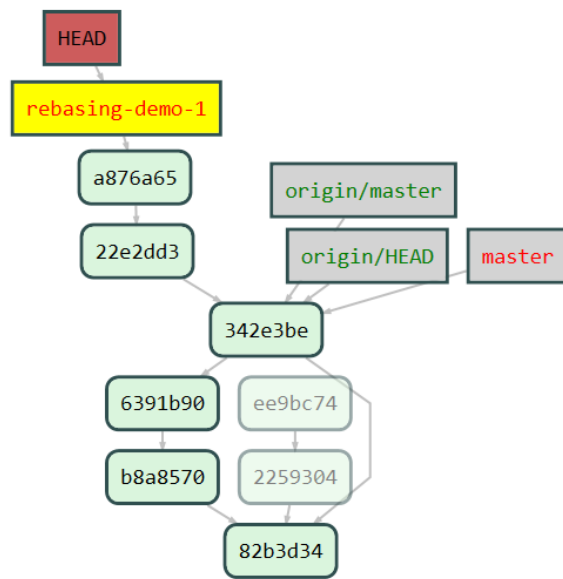 HEAD
rebasing-demo-1
a876a65
origin/master
22e2dd3
origin/HEAD
master
342e3be
6391b90
ee9bc74
b8a8570
2259304
82b3d34